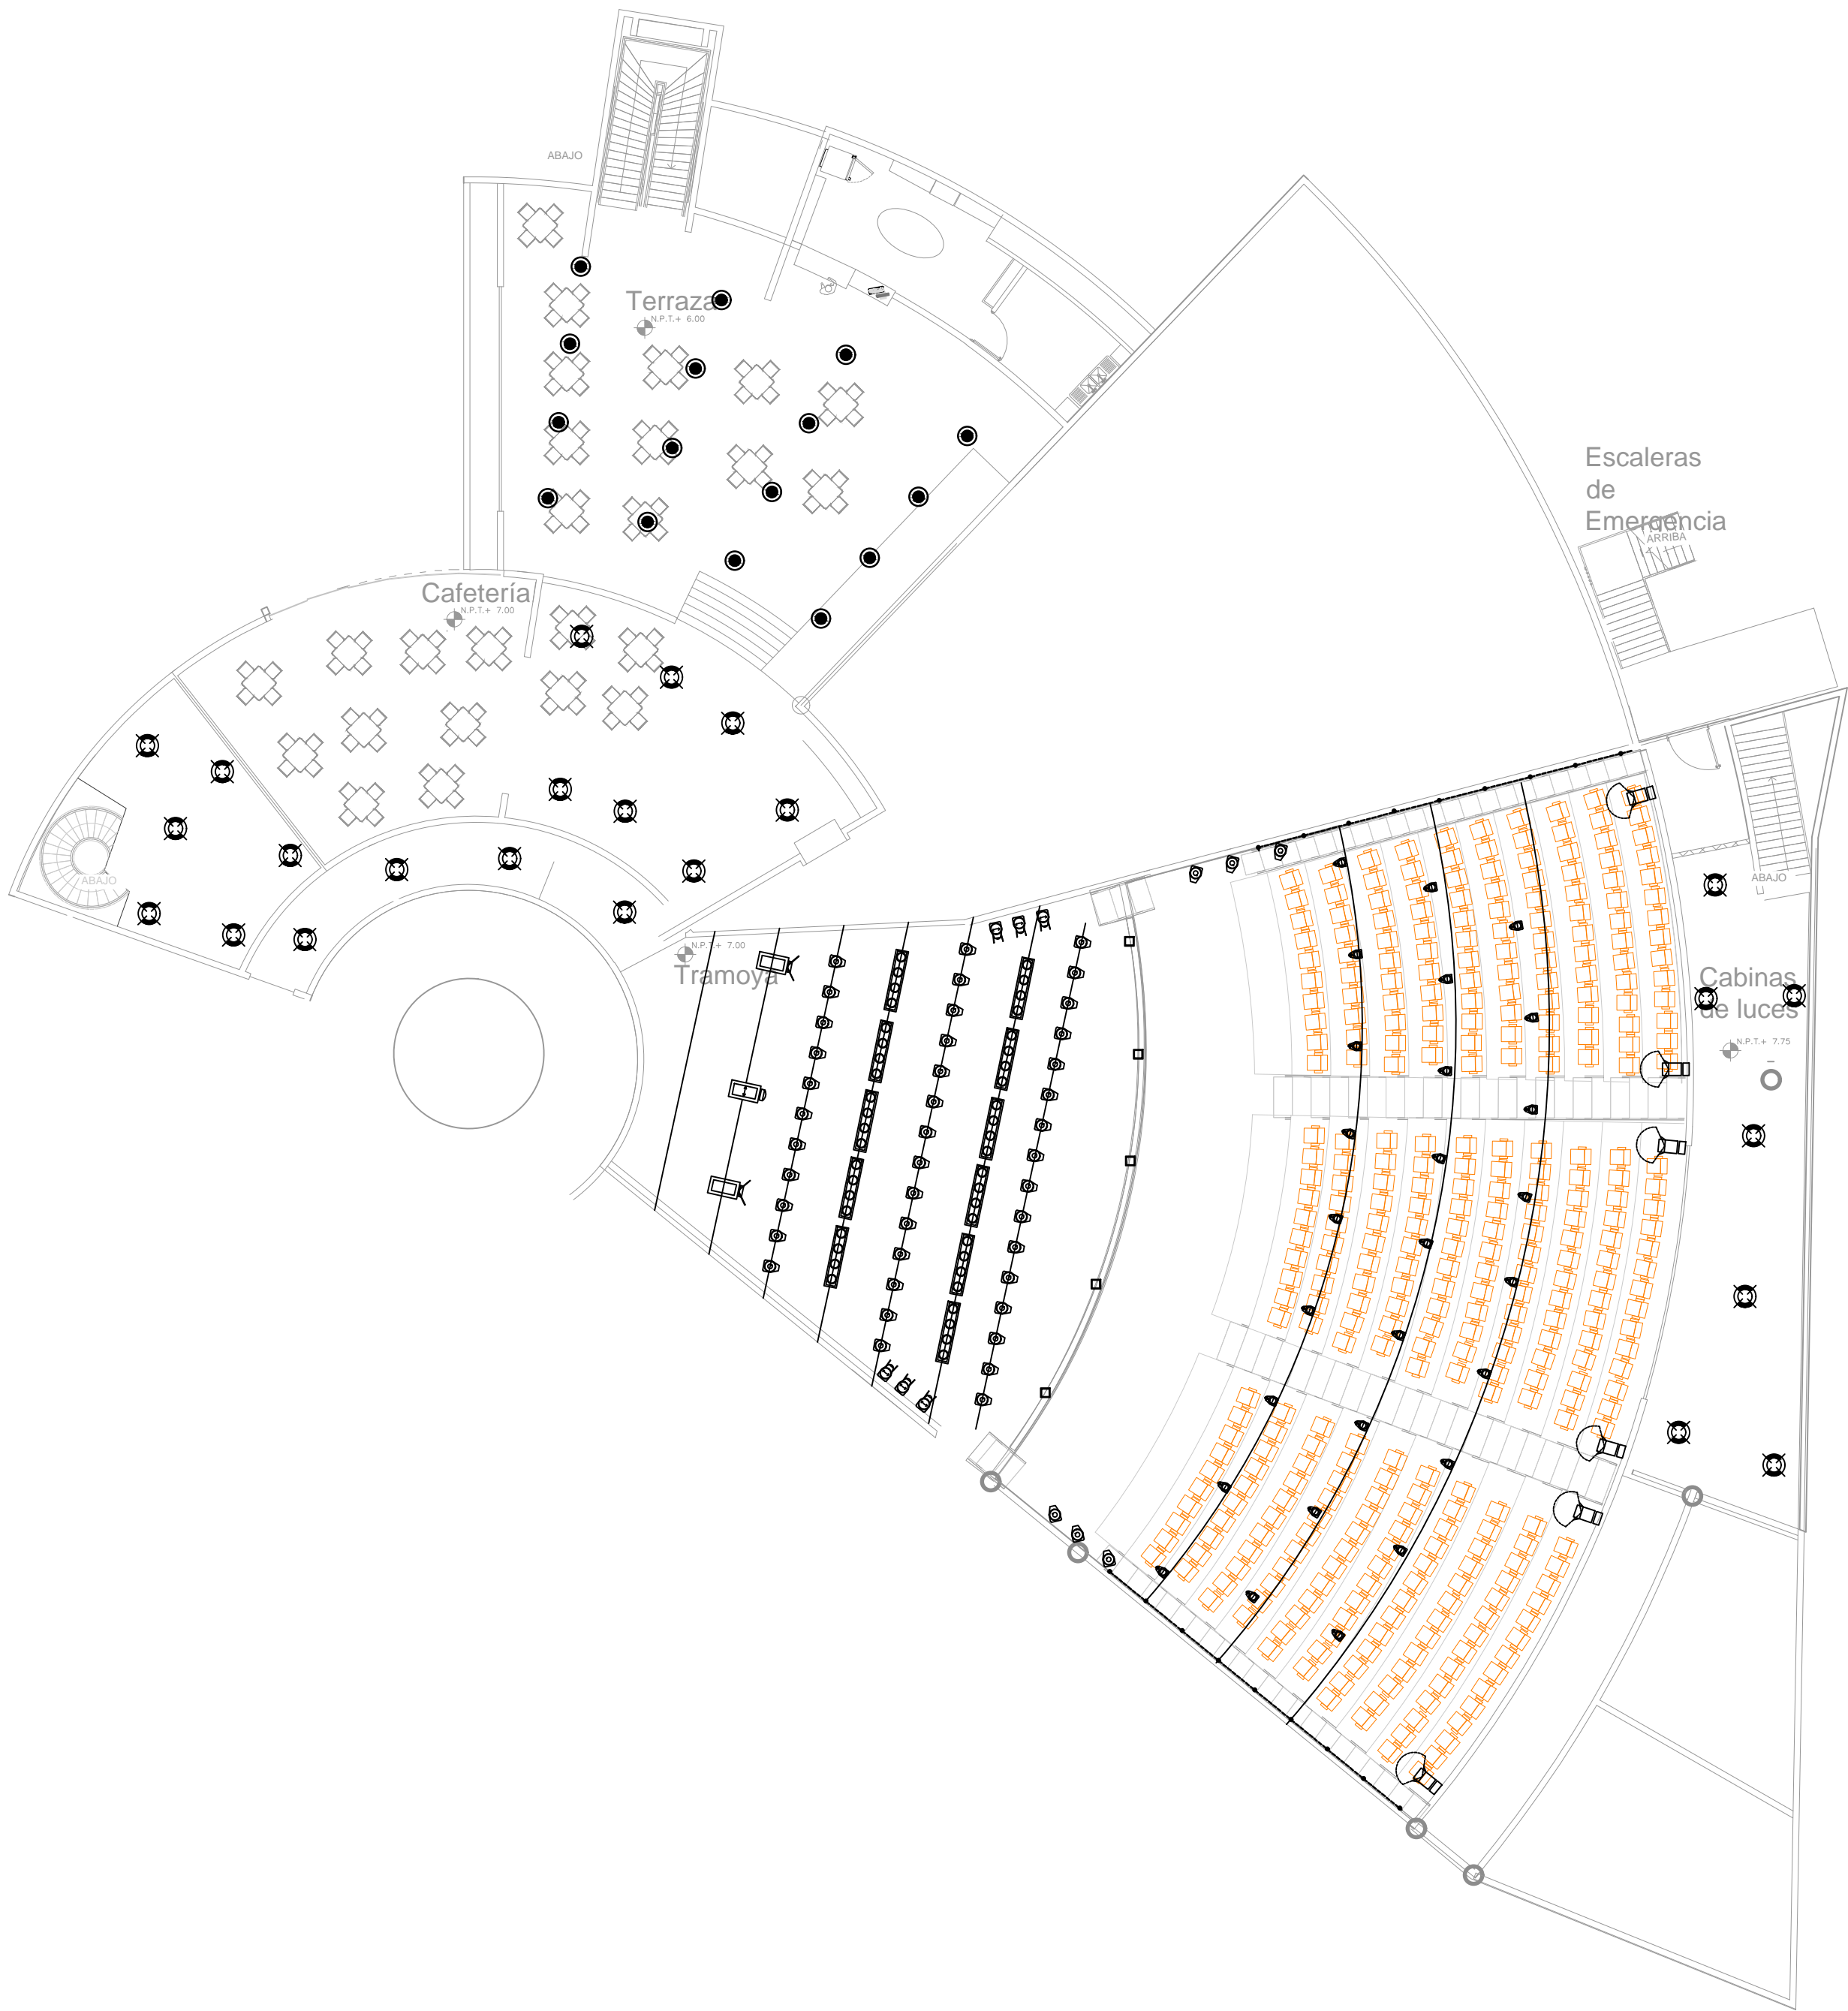 ABAJO
Terraza
N.P.T.+ 6.00
Escaleras
de
Emergencia
ARRIBA
Cafetería
N.P.T.+ 7.00
ABAJO
ABAJO
N.P.T.+ 7.00
Tramoya
Cabinas
de luces
N.P.T.+ 7.75